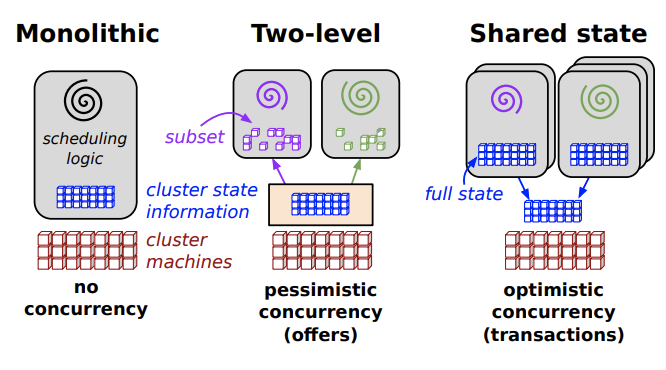 Monolithic
Two-level
Shared state
scheduling
logic
subset
cluster state
information
full state
cluster
machines
no
concurrency
pessimistic
concurrency
(offers)
optimistic
concurrency
(transactions)